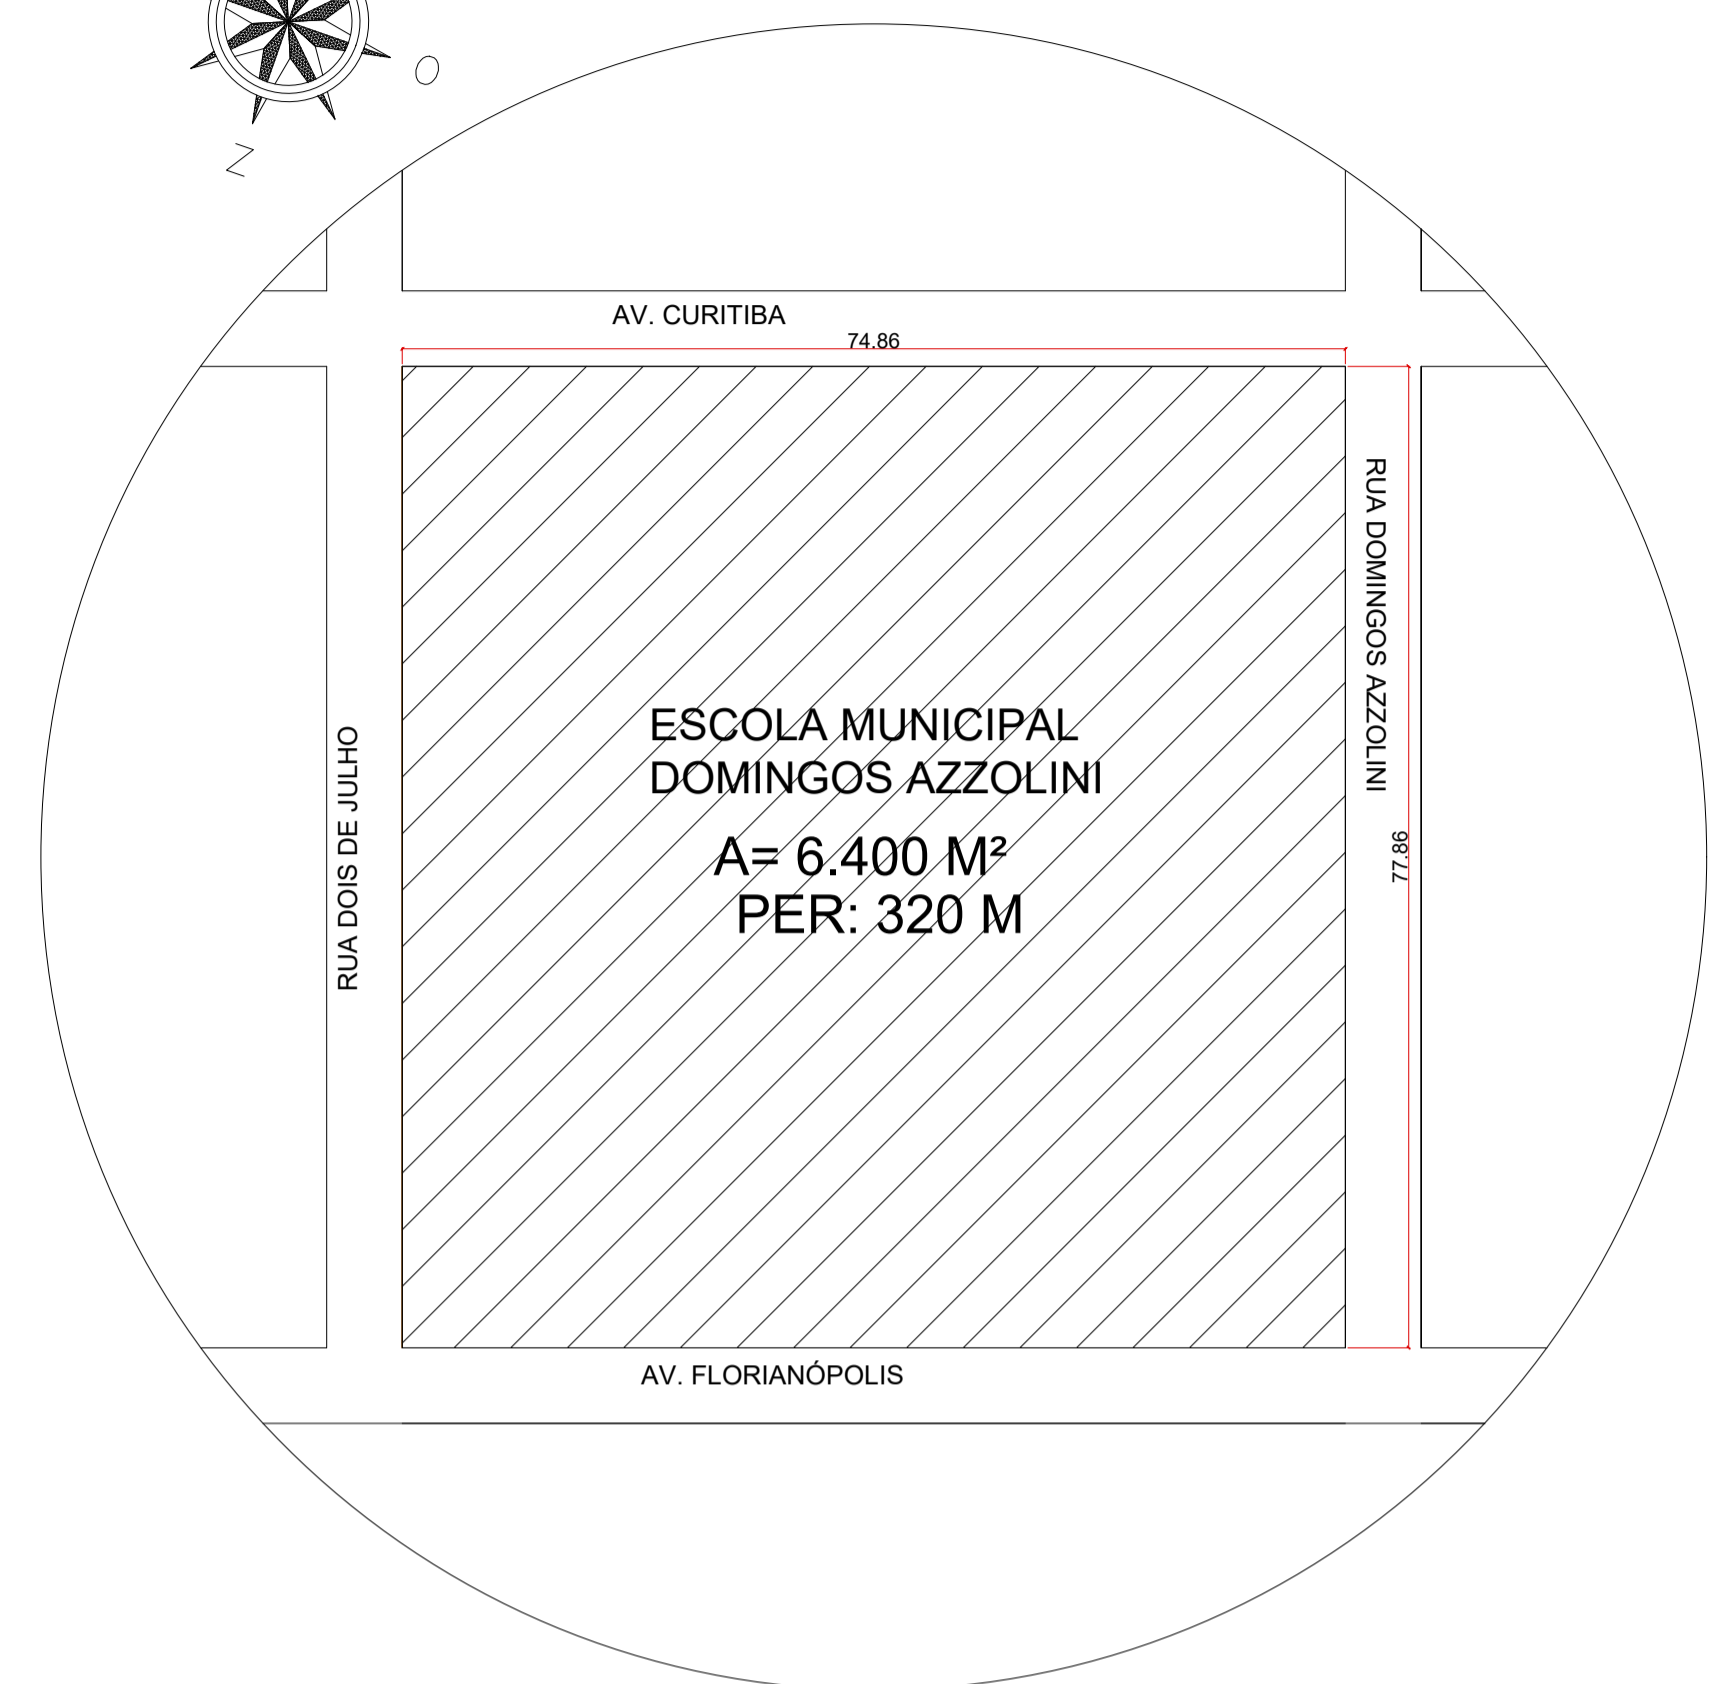 O
N
AV. CURITIBA
74.86
RUA DOMINGOS AZZOLINI
77.86
RUA DOIS DE JULHO
ESCOLA MUNICIPAL
DOMINGOS AZZOLINI
A= 6.400 M²
PER: 320 M
AV. FLORIANÓPOLIS